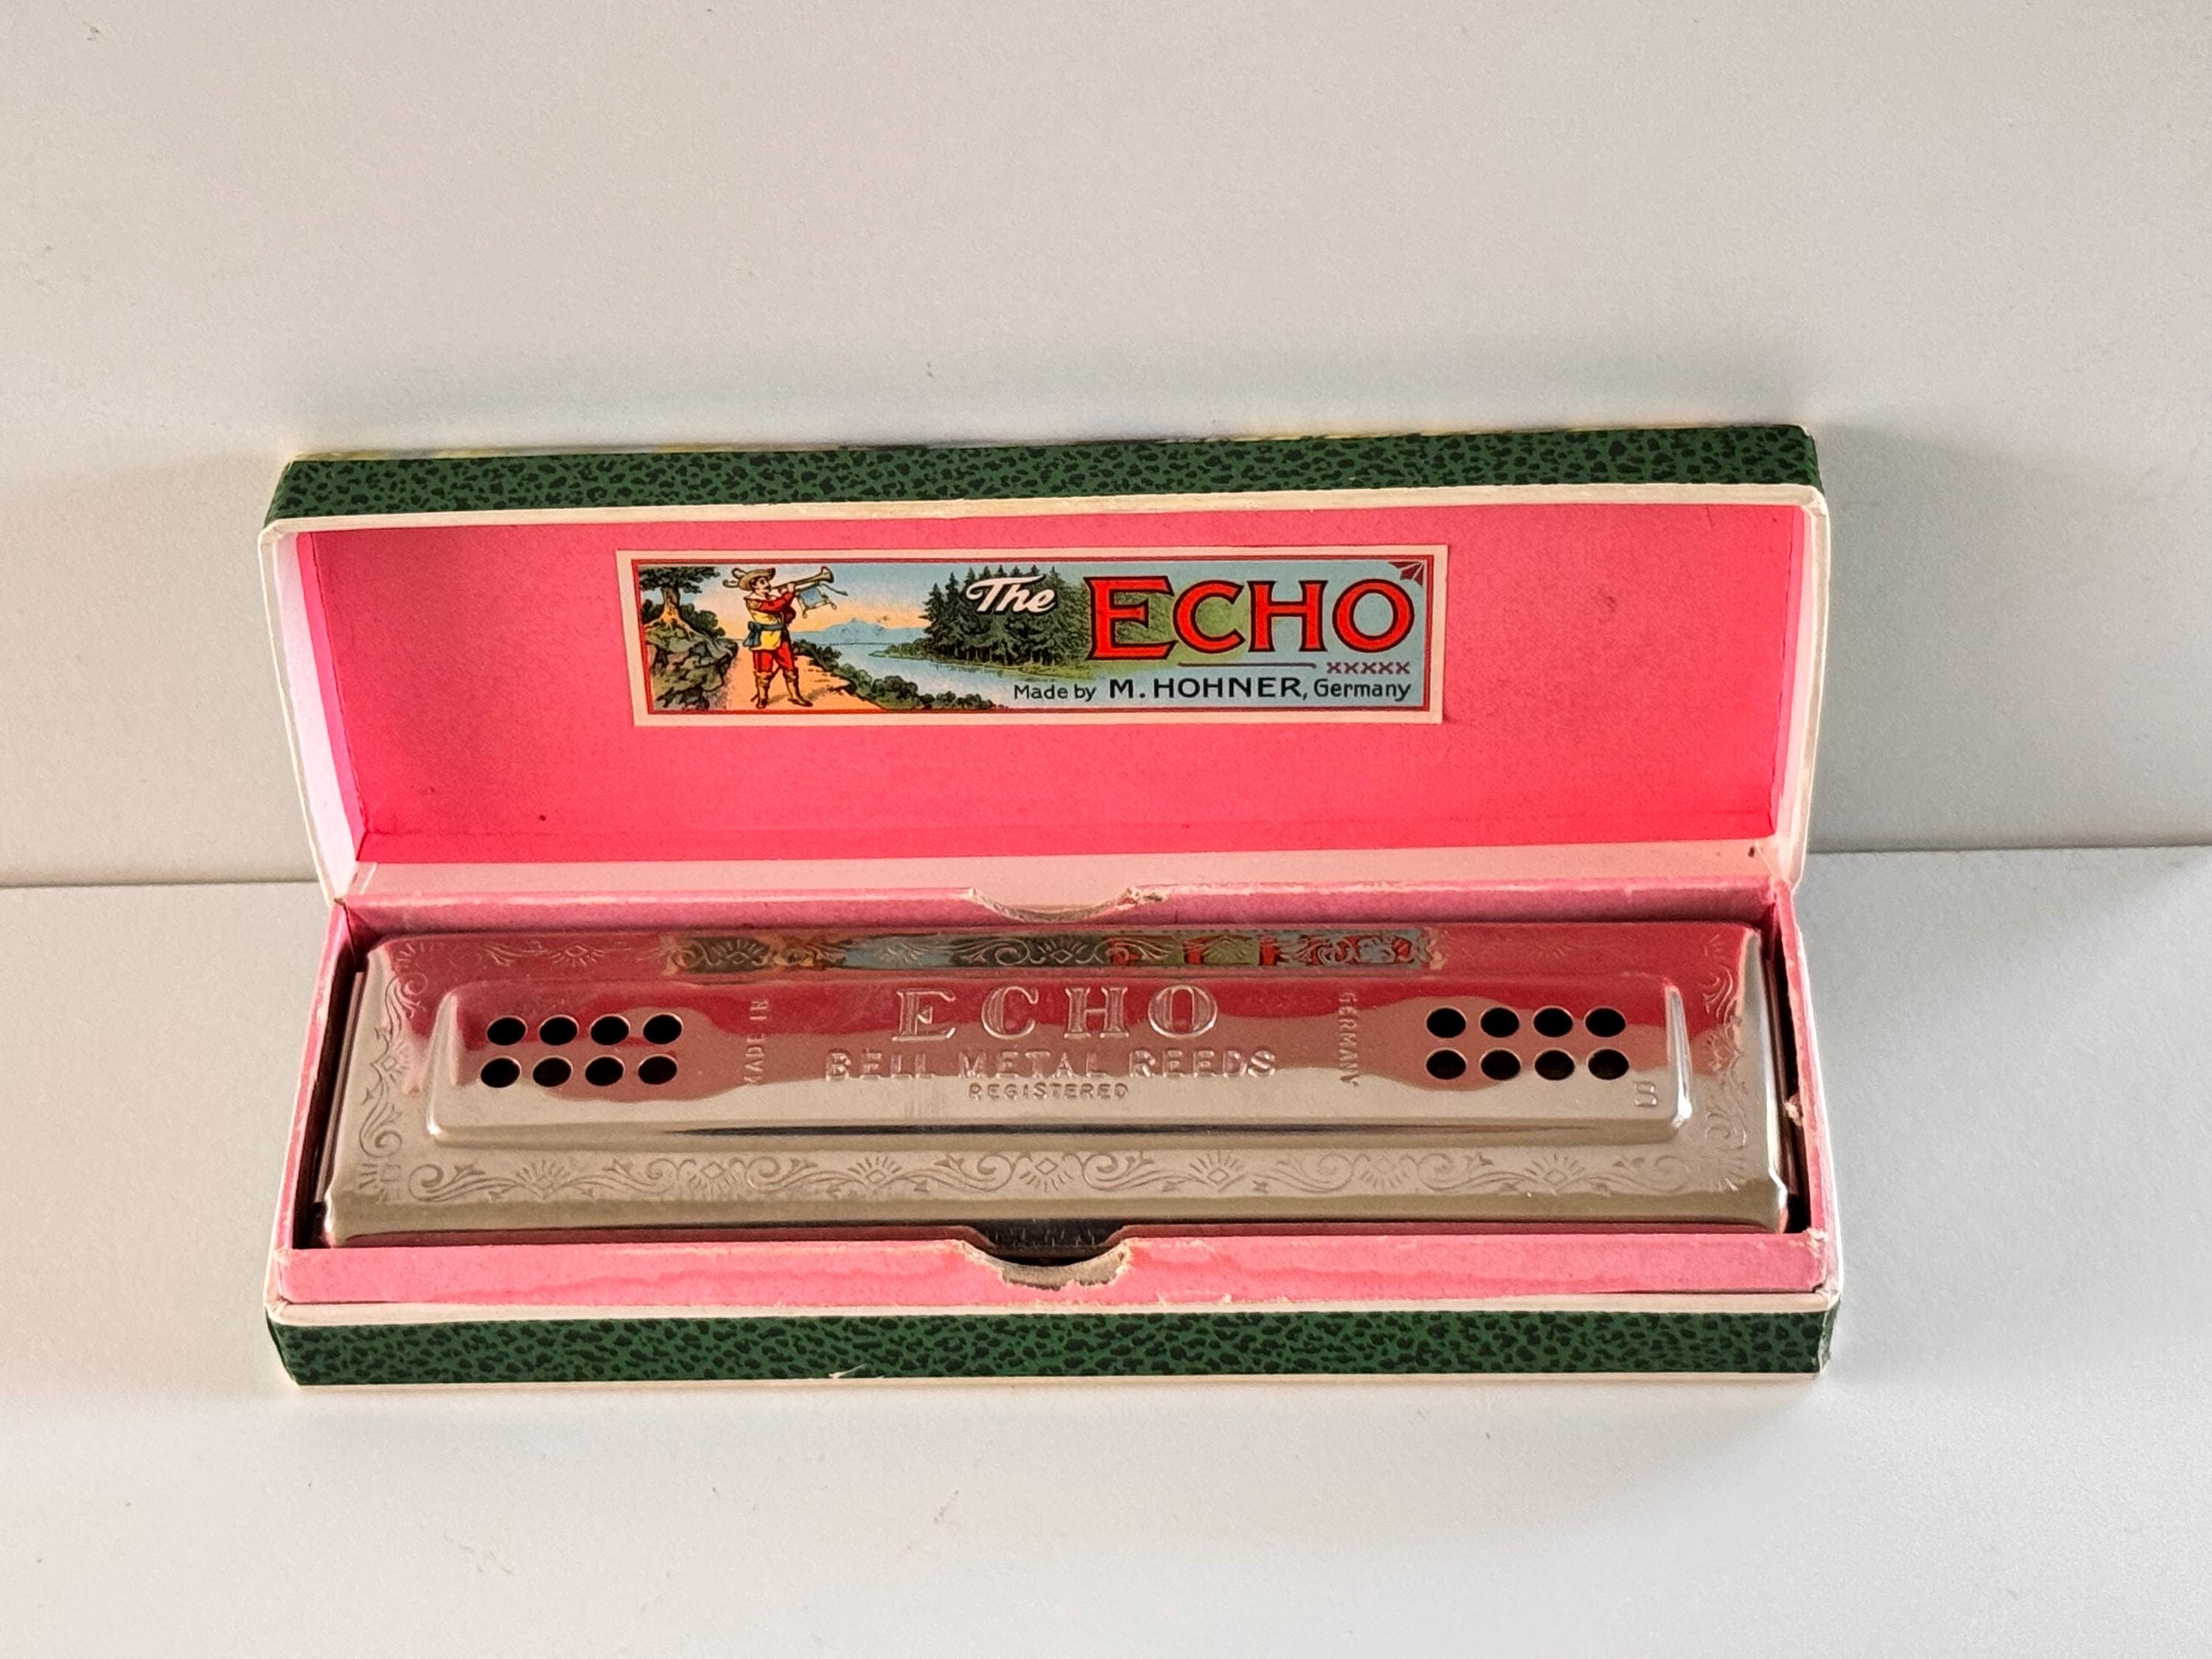 The ECHO
xxxxx
Made by M. HOHNER, Germany
MADE IN
ECHO
GERMANY
BELL METAL REEDS
REGISTERED